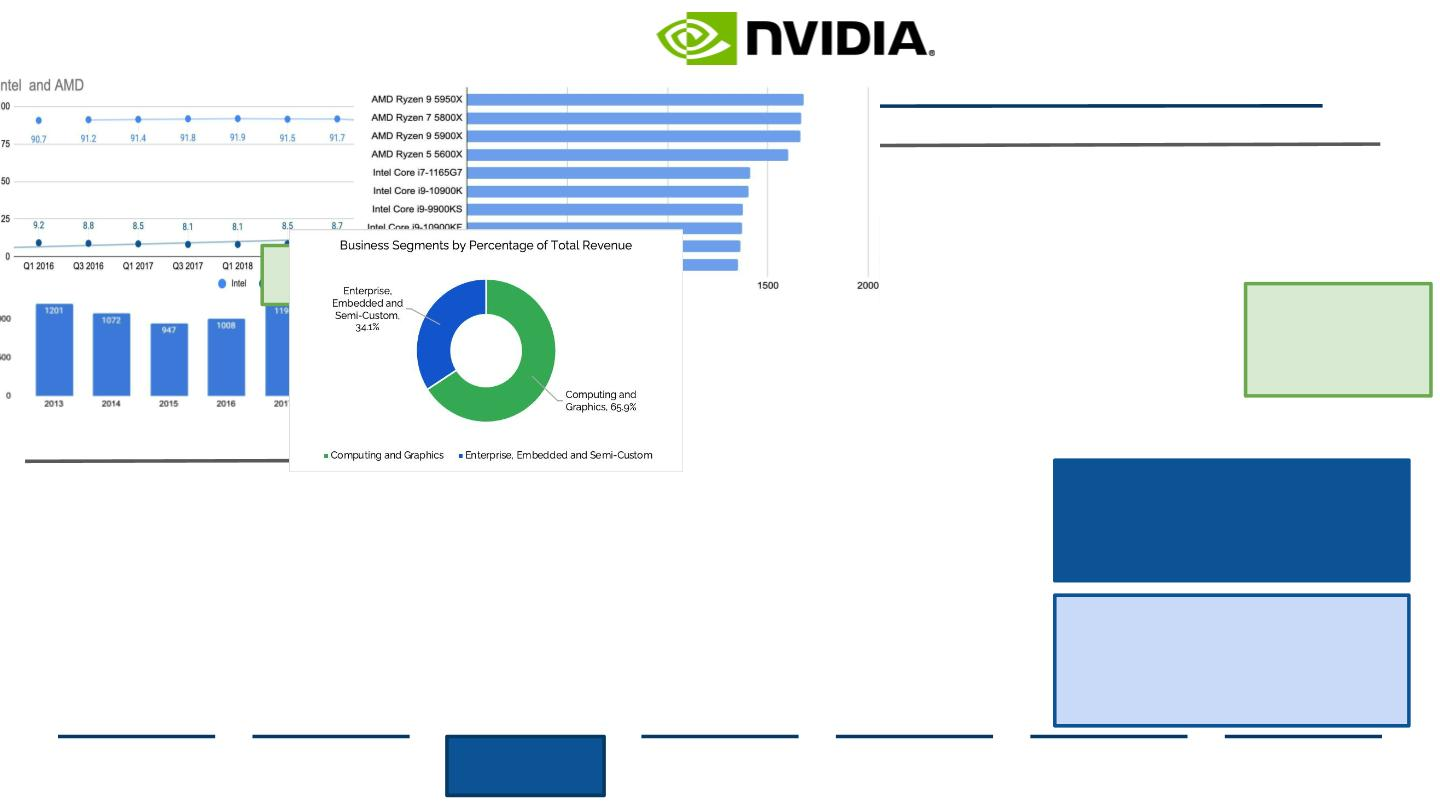 NVIDIA.
ntel and AMD
00
90.7 91.2 91.4 91.8 91.9 91.5 91.7
75
50
25
9.2 8.8 8.5 8.1 8.1 8.5 8.7
0
Q1 2016 Q3 2016 Q1 2017 Q3 2017 Q1 2018
Intel
AMD Ryzen 9 5950X
AMD Ryzen 7 5800X
AMD Ryzen 9 5900X
AMD Ryzen 5 5600X
Intel Core i7-1165G7
Intel Core i9-10900K
Intel Core i9-9900KS
Intel Core i9-10900KF
1500 2000
1201 1072 947 1008 119
000
500
0
2013 2014 2015 2016 201
Business Segments by Percentage of Total Revenue
Enterprise,
Embedded and
Semi-Custom,
34.1%
Computing and
Graphics, 65.9%
Computing and Graphics Enterprise, Embedded and Semi-Custom